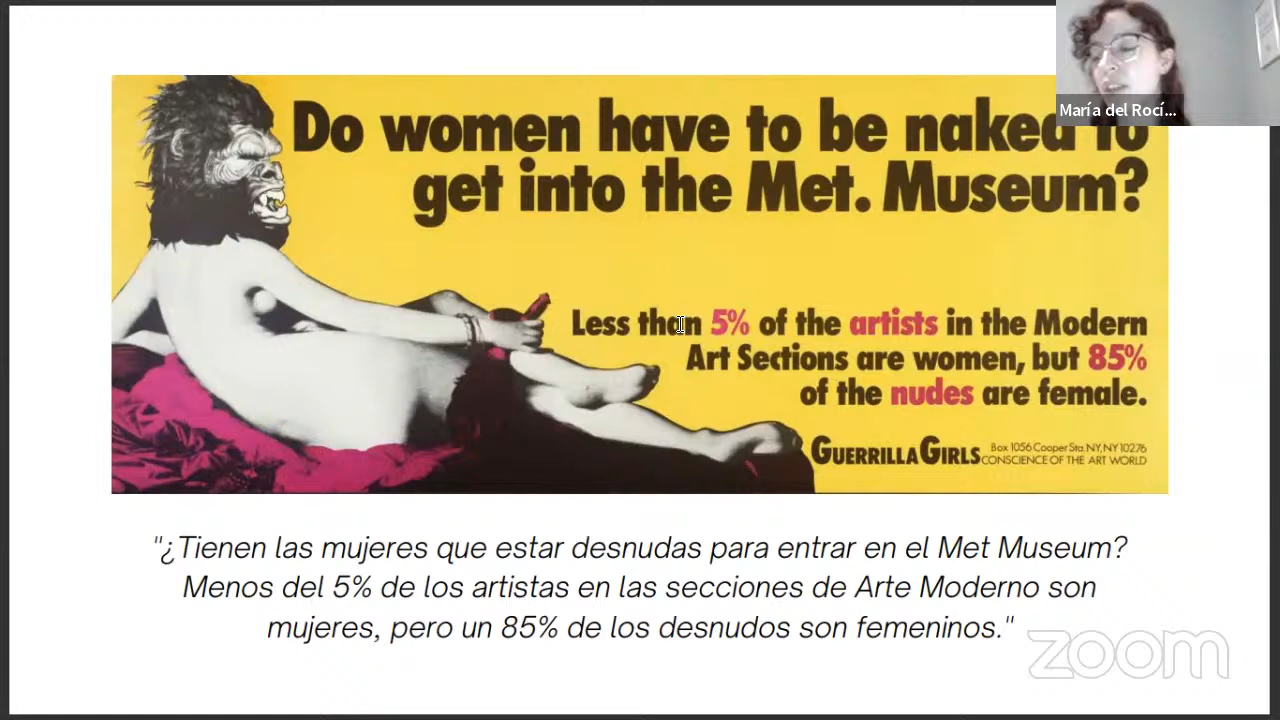 María del Rocí...
Do women have to be naked to
get into the Met. Museum?
Less than 5% of the artists in the Modern
Art Sections are women, but 85%
of the nudes are female.
GUERRILLA GIRLS Box 1056 Cooper Sta. NY, NY 10276
CONSCIENCE OF THE ART WORLD
"¿Tienen las mujeres que estar desnudas para entrar en el Met Museum?
Menos del 5% de los artistas en las secciones de Arte Moderno son
mujeres, pero un 85% de los desnudos son femeninos."
zoom